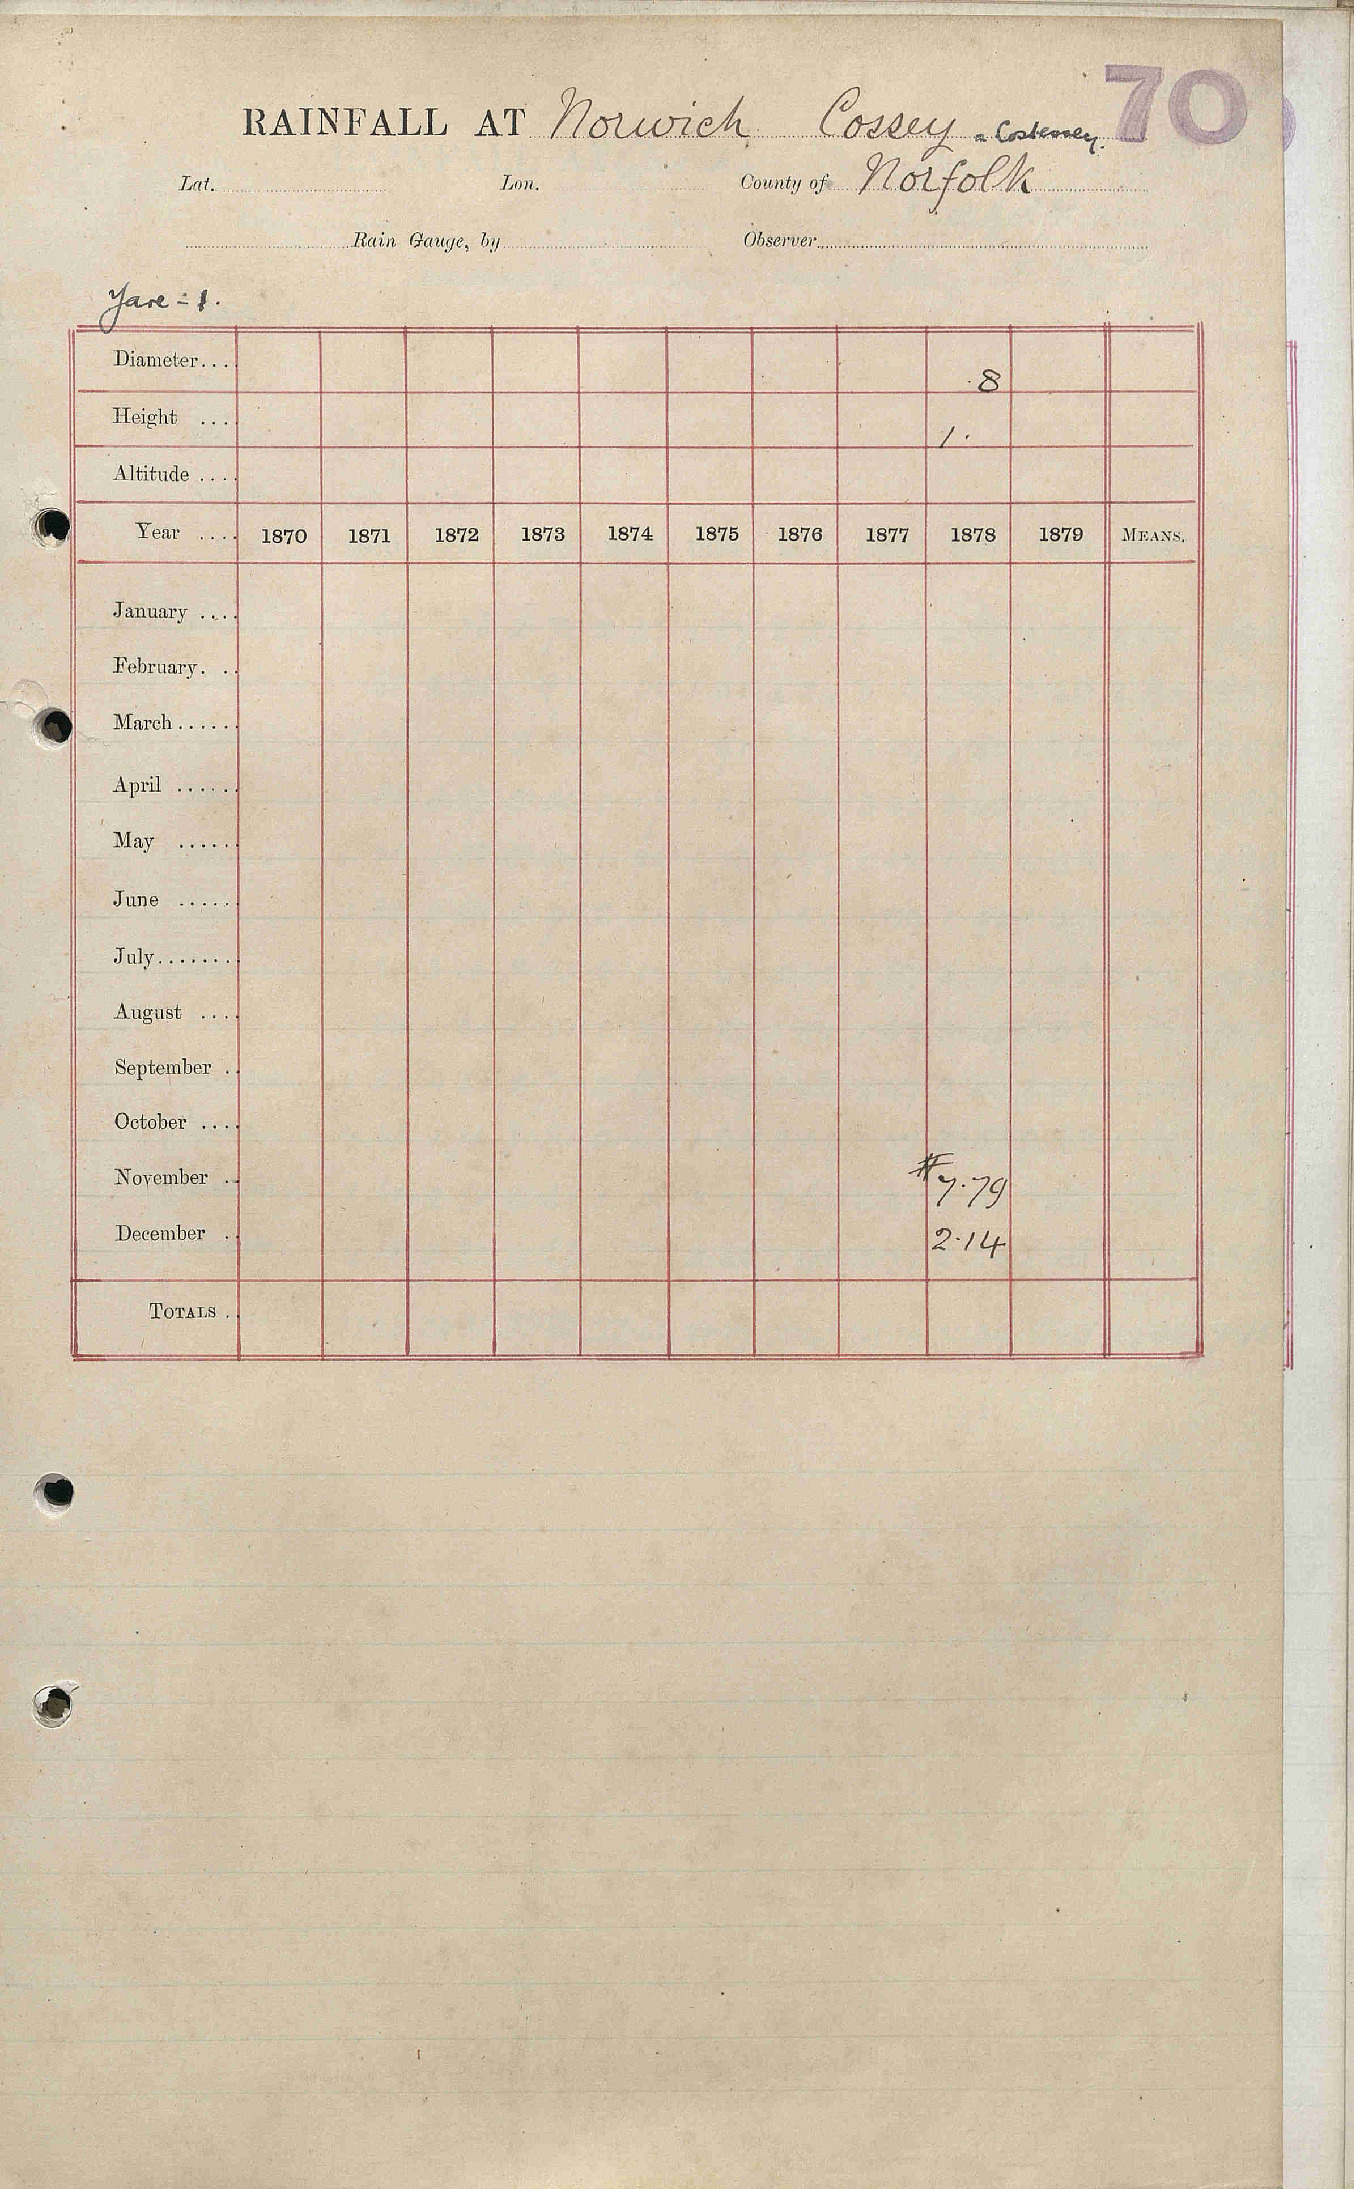 70
RAINFALL AT Norwich Cossey = Costessey.
Lat. Lon. County of Norfolk
Rain Gauge, by Observer
Yare = 1.
Diameter.... 8
Height .... 1.
Altitude ....
Year .... 1870 1871 1872 1873 1874 1875 1876 1877 1878 1879 MEANS.
January ....
February. ..
March ......
April ......
May .....
June .....
July........
August ....
September ..
October ....
November .. # 7.79
December .. 2.14
TOTALS ..